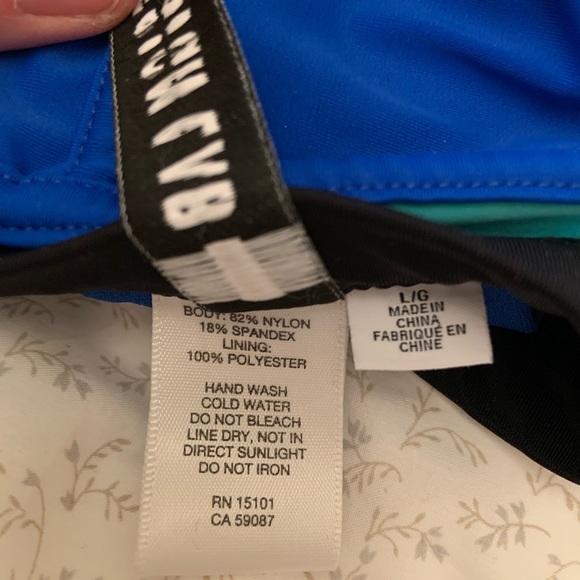 BODY: 82% NYLON
18% SPANDEX
LINING:
100% POLYESTER
HAND WASH
COLD WATER
DO NOT BLEACH
LINE DRY, NOT IN
DIRECT SUNLIGHT
DO NOT IRON
RN 15101
CA 59087
L/G
MADE IN
CHINA
FABRIQUÉ EN
CHINE